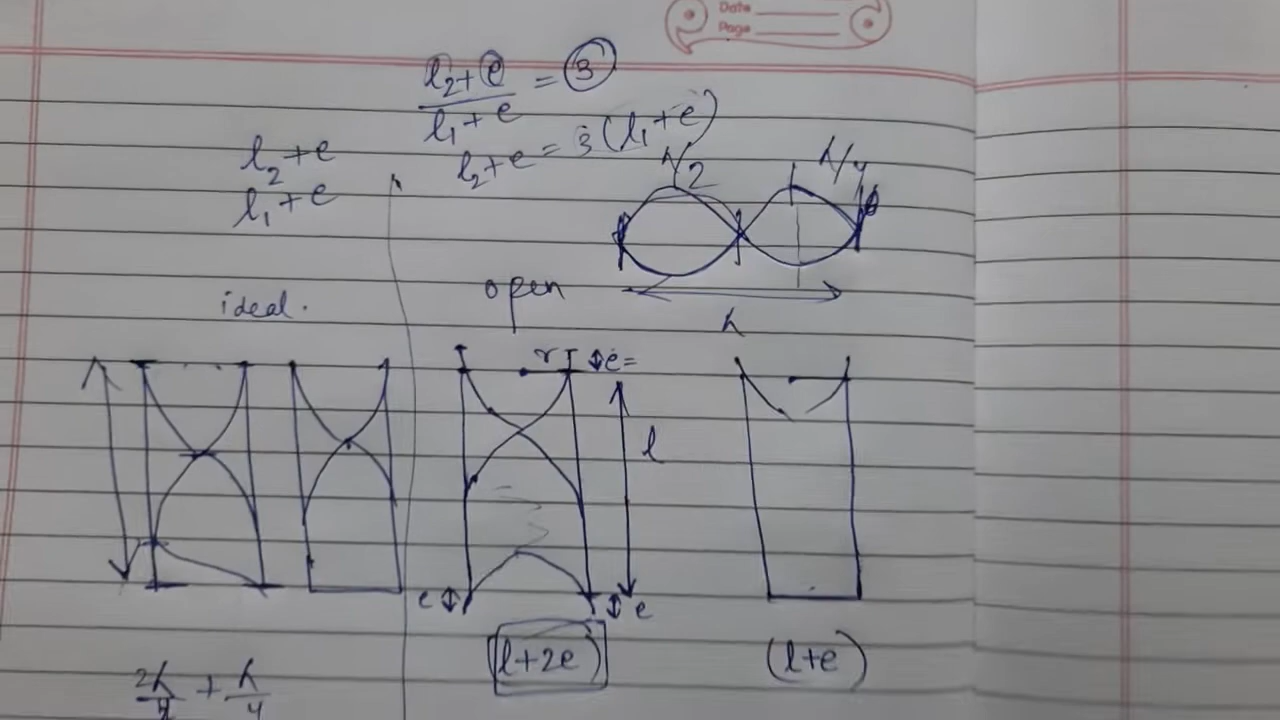 Date
Page
l₂+e / l₁+e = 3
l₂+e = 3(l₁+e)
l₂+e
l₁+e
λ/2
λ/4
λ
ideal.
open
r
e=
l
e
e
(l+2e)
(l+e)
2λ/4 + λ/4